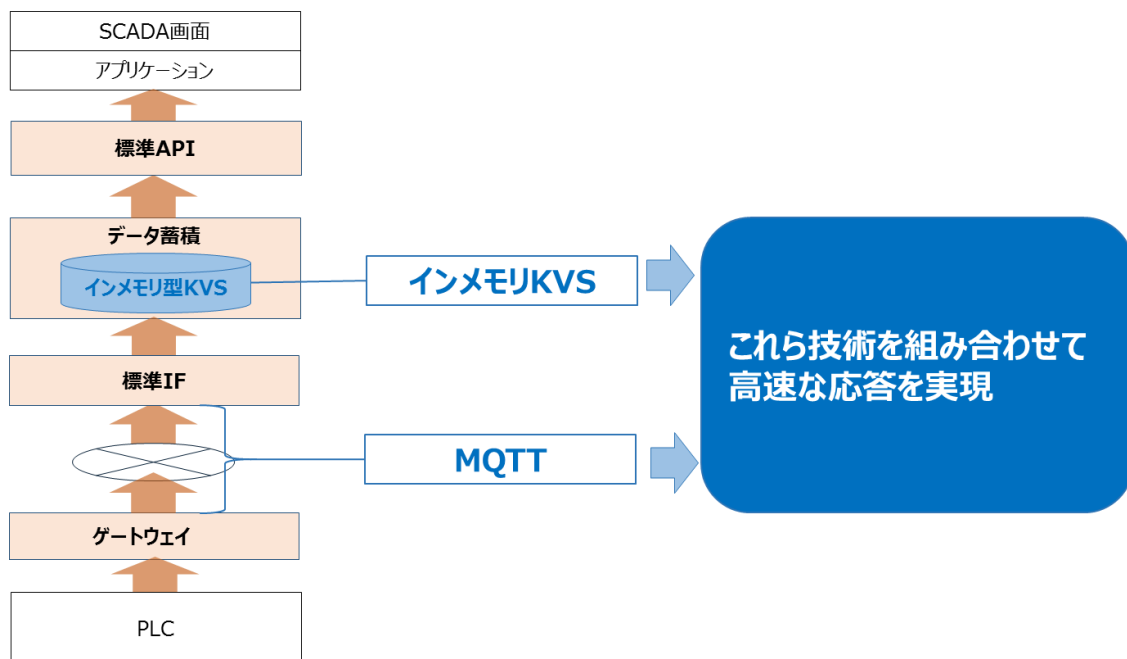 SCADA画面
アプリケーション
標準API
データ蓄積
インメモリ型KVS
インメモリKVS
これら技術を組み合わせて
高速な応答を実現
標準IF
MQTT
ゲートウェイ
PLC